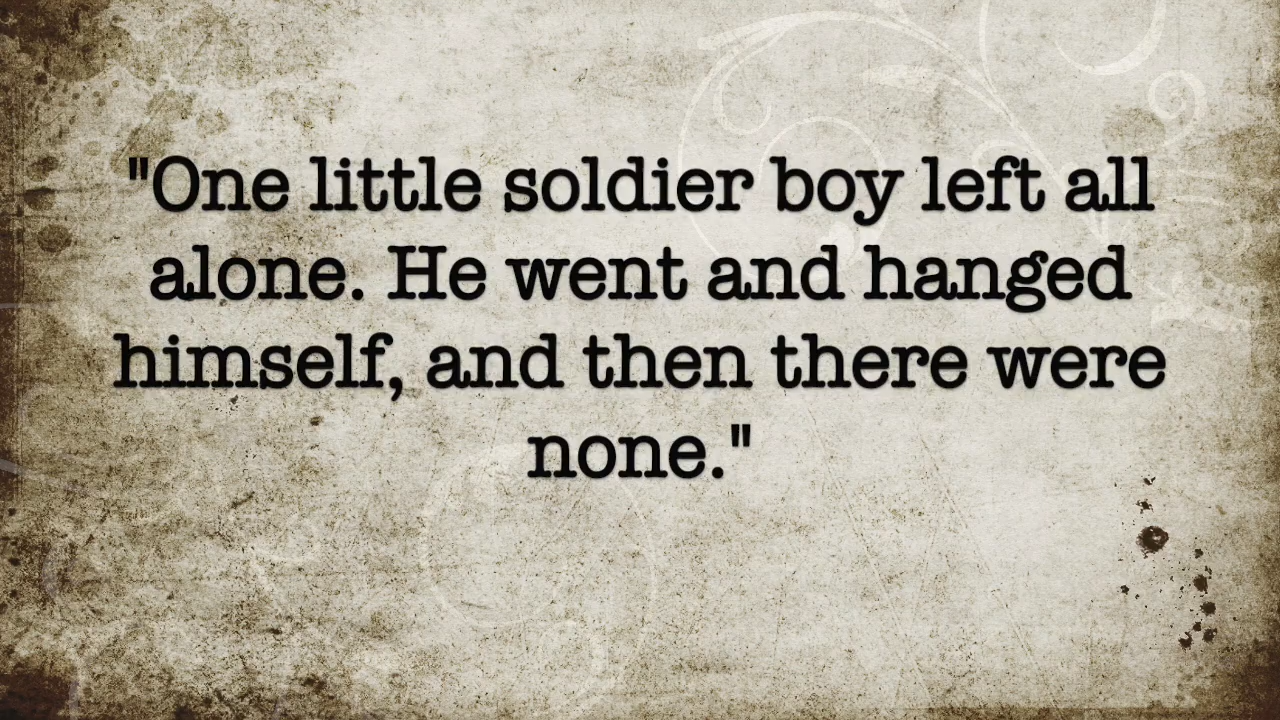 "One little soldier boy left all
alone. He went and hanged
himself, and then there were
none."